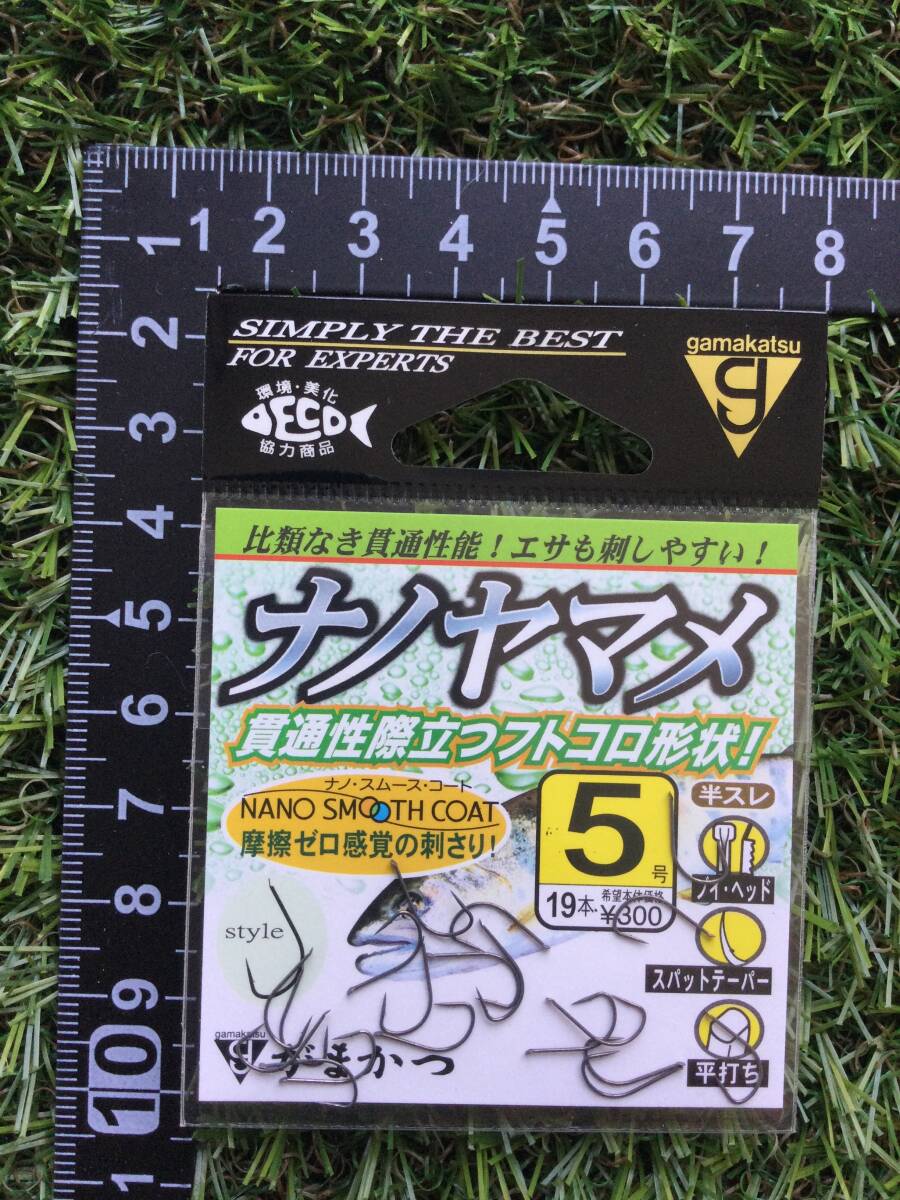 1 2 3 4 5 6 7 8
1
2
3
4
5
6
7
8
9
10
1
SIMPLY THE BEST
FOR EXPERTS
gamakatsu
環境・美化
DECO
協力商品
比類なき貫通性能！エサも刺しやすい！
ナノヤマメ
貫通性際立つフトコロ形状！
ナノ・スムース・コート
NANO SMOOTH COAT
摩擦ゼロ感覚の刺さり！
5
号
19本・希望本体価格
¥300
半スレ
ノイ・ヘッド
スパットテーパー
平打ち
style
gamakatsu
がまかつ